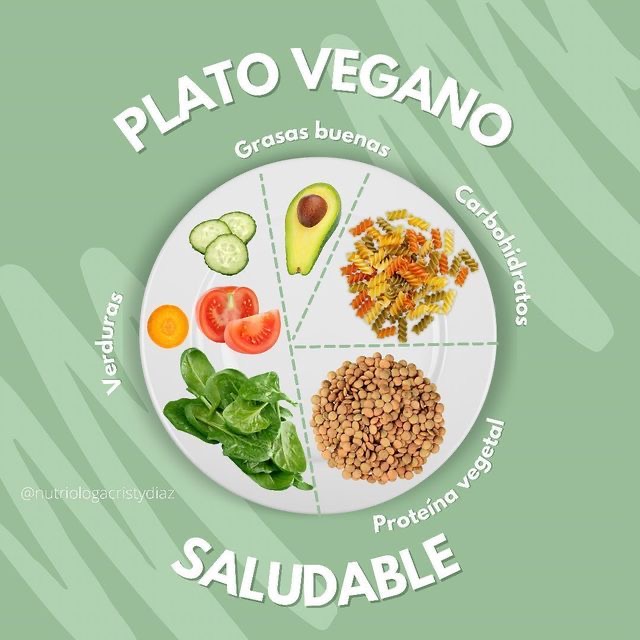 PLATO VEGANO
Grasas buenas
Carbohidratos
Verduras
Proteína vegetal
@nutriologacristydiaz
SALUDABLE